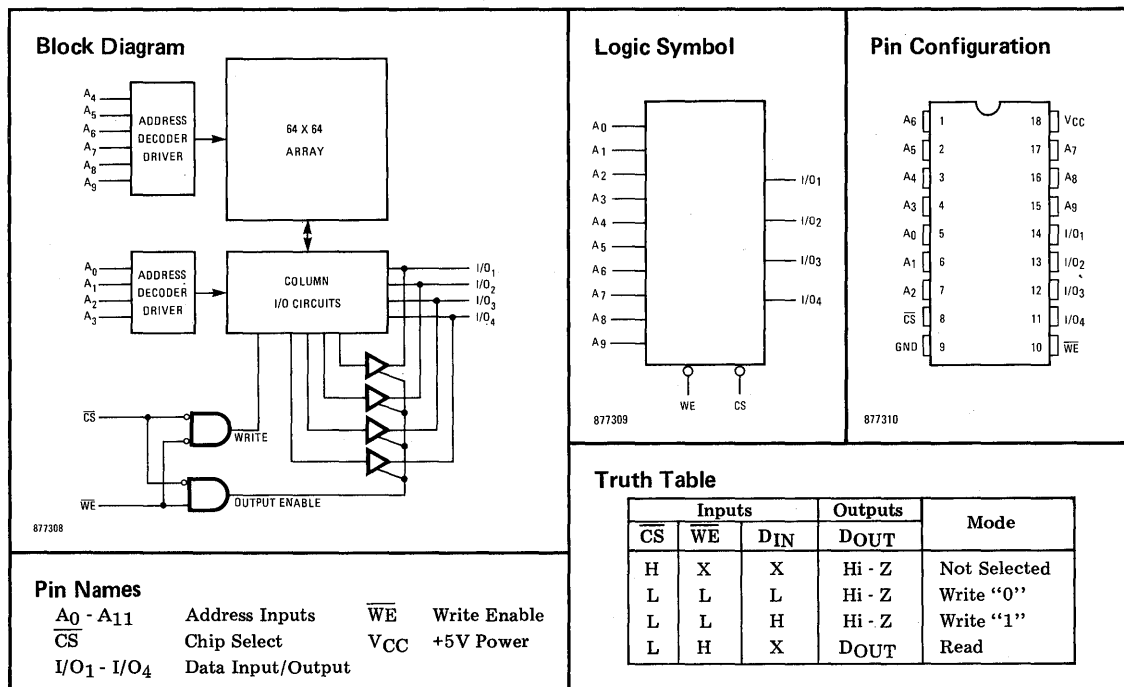 Block Diagram
A4
A5
A6
A7
A8
A9
ADDRESS
DECODER
DRIVER
64 X 64
ARRAY
A0
A1
A2
A3
ADDRESS
DECODER
DRIVER
COLUMN
I/O CIRCUITS
I/O1
I/O2
I/O3
I/O4
CS
WRITE
WE
OUTPUT ENABLE
877308
Logic Symbol
A0
A1
A2
A3
A4
A5
A6
A7
A8
A9
I/O1
I/O2
I/O3
I/O4
WE CS
877309
Pin Configuration
A6 1 18 VCC
A5 2 17 A7
A4 3 16 A8
A3 4 15 A9
A0 5 14 I/O1
A1 6 13 I/O2
A2 7 12 I/O3
CS 8 11 I/O4
GND 9 10 WE
877310
Pin Names
A0 - A11 Address Inputs WE Write Enable
CS Chip Select VCC +5V Power
I/O1 - I/O4 Data Input/Output
Truth Table
Inputs Outputs Mode
CS WE DIN DOUT
H X X Hi - Z Not Selected
L L L Hi - Z Write “0”
L L H Hi - Z Write “1”
L H X DOUT Read